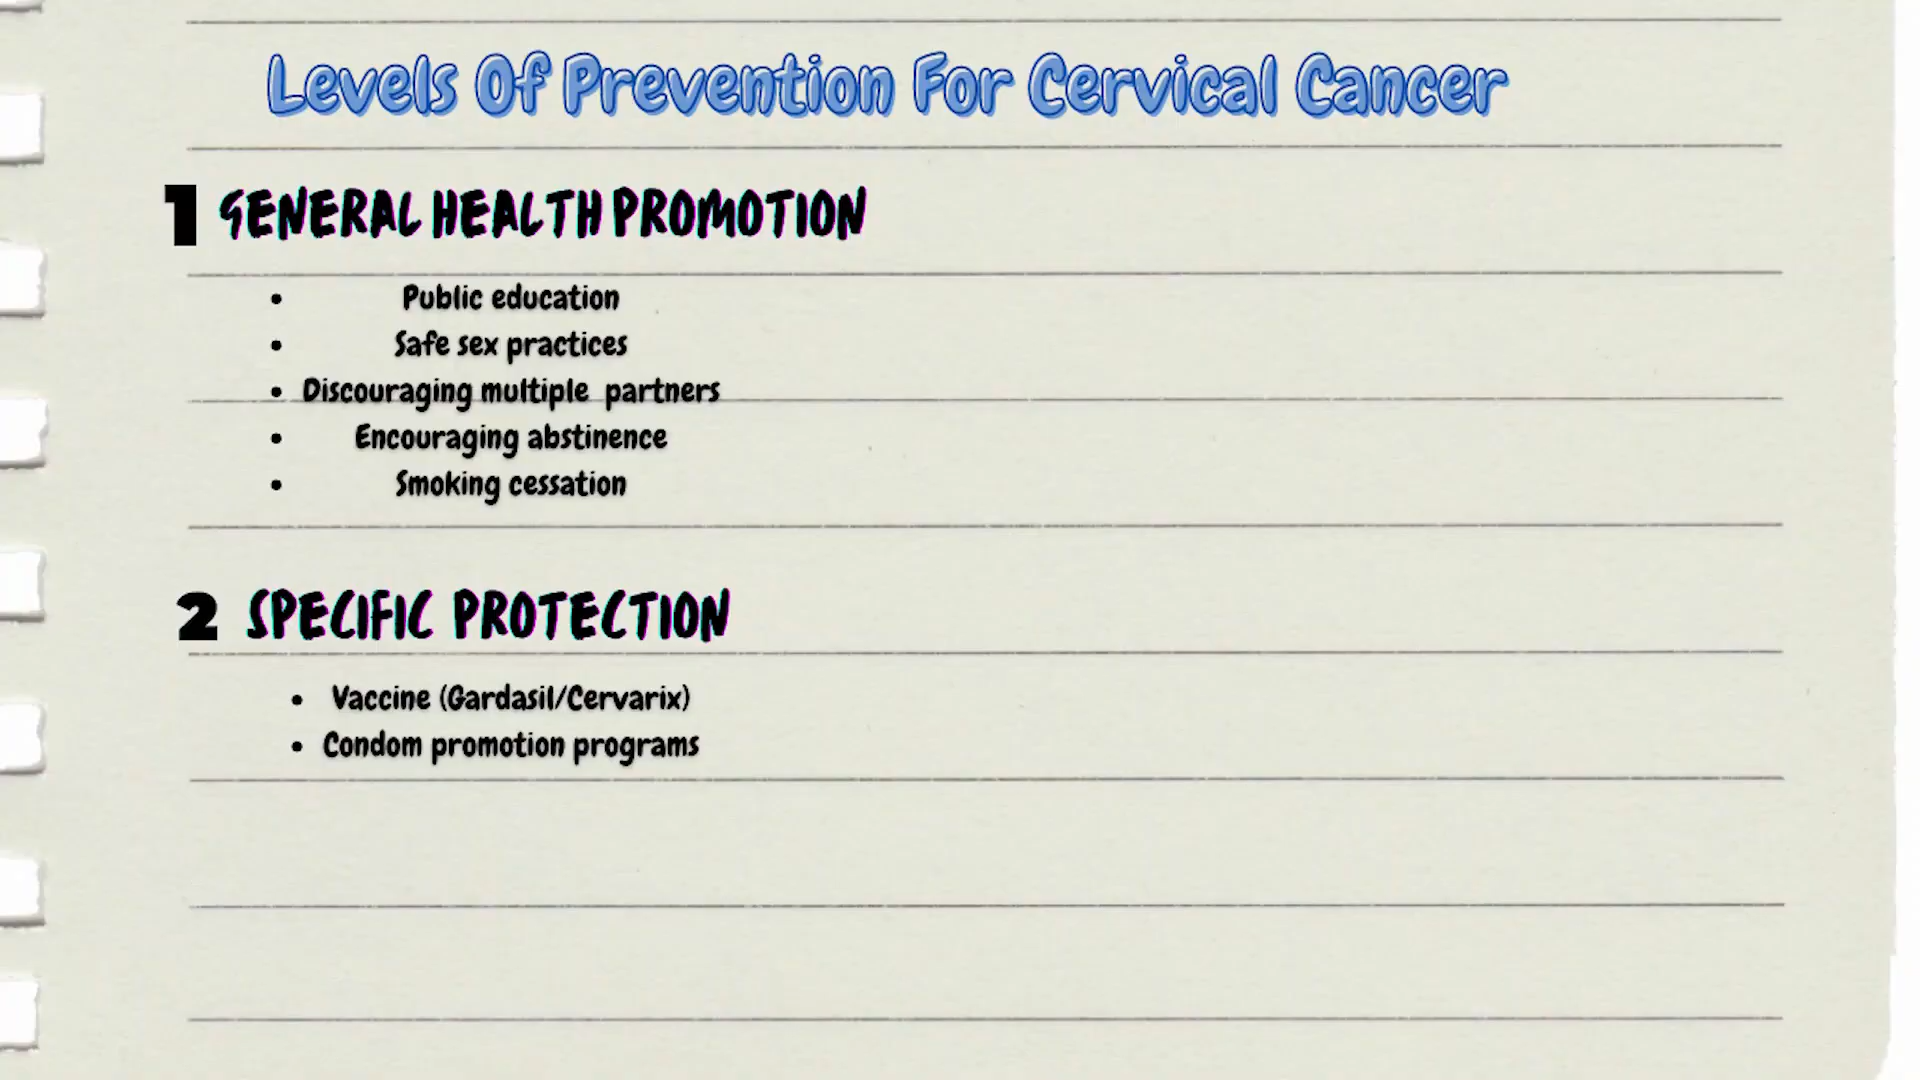 Levels Of Prevention For Cervical Cancer
1 GENERAL HEALTH PROMOTION
• Public education
• Safe sex practices
• Discouraging multiple partners
• Encouraging abstinence
• Smoking cessation
2 SPECIFIC PROTECTION
• Vaccine (Gardasil/Cervarix)
• Condom promotion programs